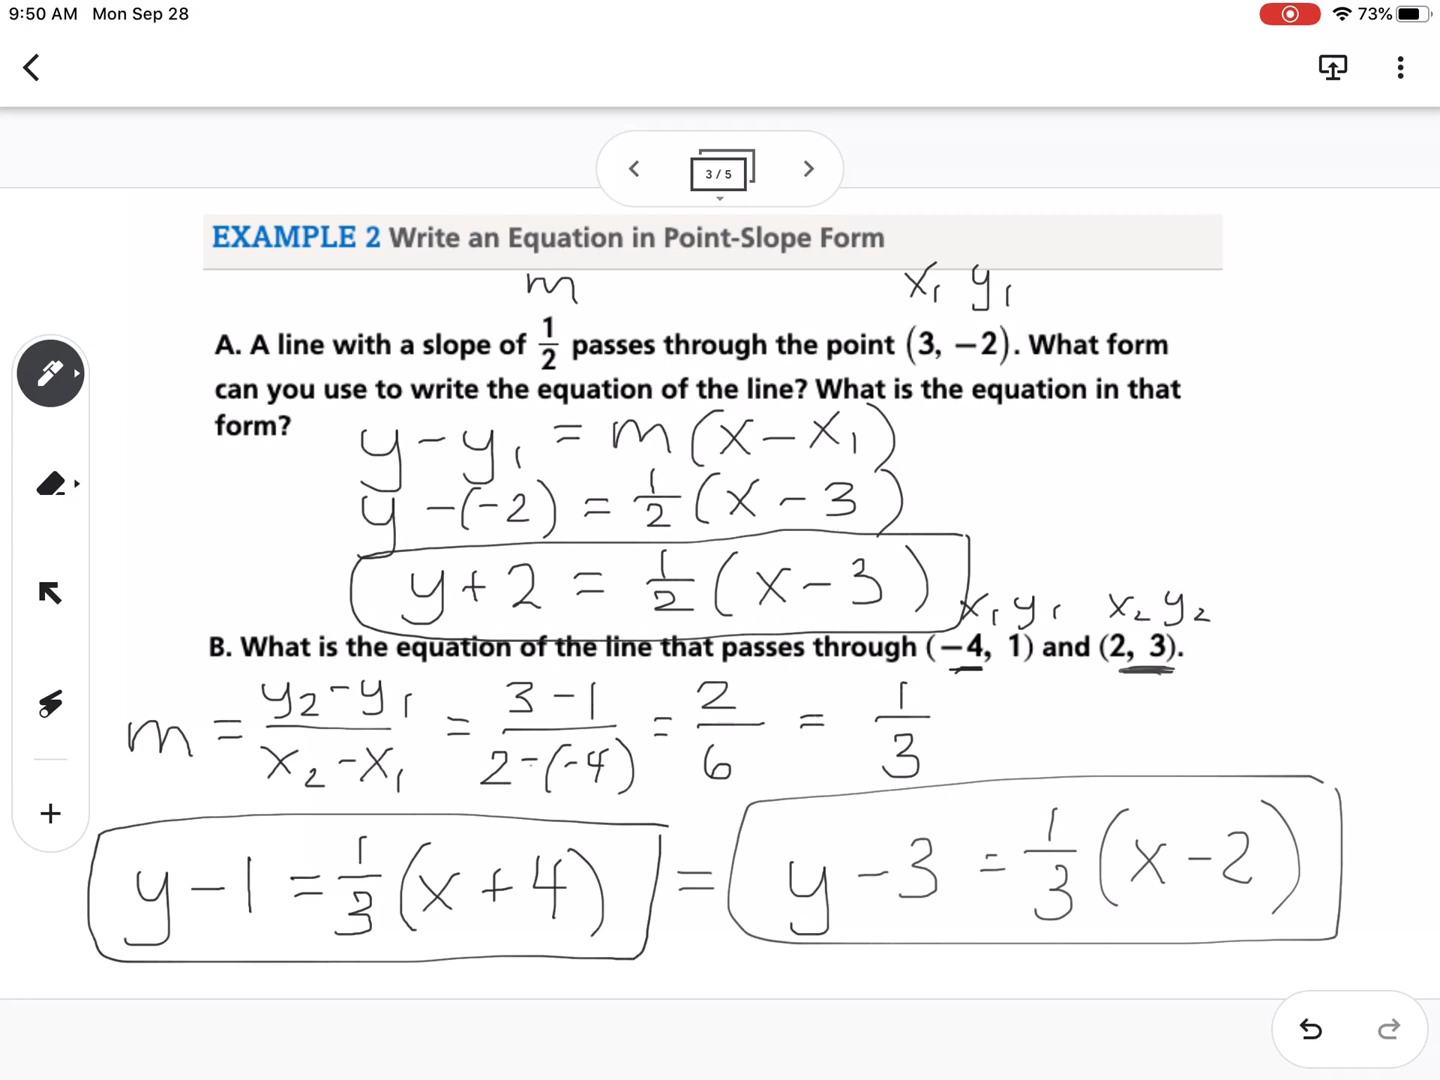 9:50 AM Mon Sep 28 73%
3 / 5
EXAMPLE 2 Write an Equation in Point-Slope Form
m x₁ y₁
A. A line with a slope of 1/2 passes through the point (3, −2). What form
can you use to write the equation of the line? What is the equation in that
form?
y − y₁ = m(x − x₁)
y − (−2) = 1/2 (x − 3)
y + 2 = 1/2 (x − 3)
x₁ y₁ x₂ y₂
B. What is the equation of the line that passes through (−4, 1) and (2, 3).
m = y₂ − y₁ / x₂ − x₁ = 3 − 1 / 2 − (−4) = 2/6 = 1/3
y − 1 = 1/3 (x + 4) = y − 3 = 1/3 (x − 2)